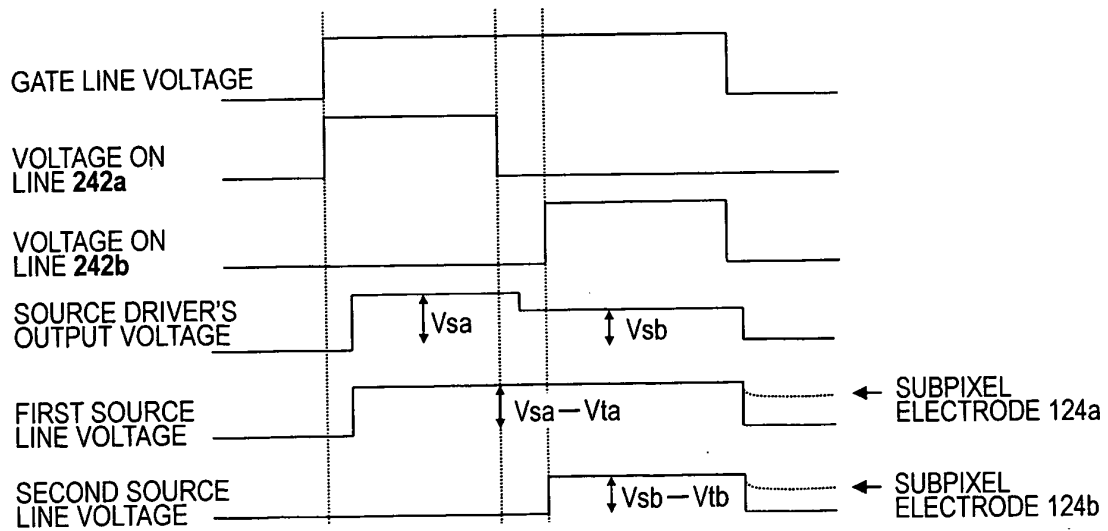 GATE LINE VOLTAGE
VOLTAGE ON
LINE 242a
VOLTAGE ON
LINE 242b
SOURCE DRIVER'S
OUTPUT VOLTAGE
Vsa
Vsb
FIRST SOURCE
LINE VOLTAGE
Vsa－Vta
SUBPIXEL
ELECTRODE 124a
SECOND SOURCE
LINE VOLTAGE
Vsb－Vtb
SUBPIXEL
ELECTRODE 124b